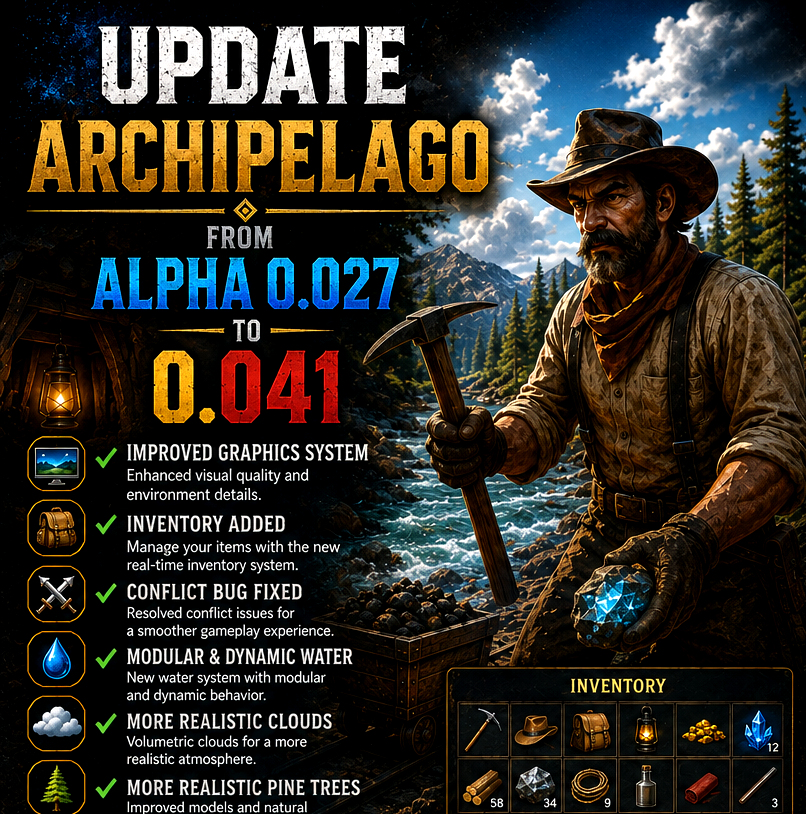 UPDATE
ARCHIPELAGO
FROM
ALPHA 0.027
TO
0.041
IMPROVED GRAPHICS SYSTEM
Enhanced visual quality and
environment details.
INVENTORY ADDED
Manage your items with the new
real-time inventory system.
CONFLICT BUG FIXED
Resolved conflict issues for
a smoother gameplay experience.
MODULAR & DYNAMIC WATER
New water system with modular
and dynamic behavior.
MORE REALISTIC CLOUDS
Volumetric clouds for a more
realistic atmosphere.
MORE REALISTIC PINE TREES
Improved models and natural
INVENTORY
12
58 34 9 3